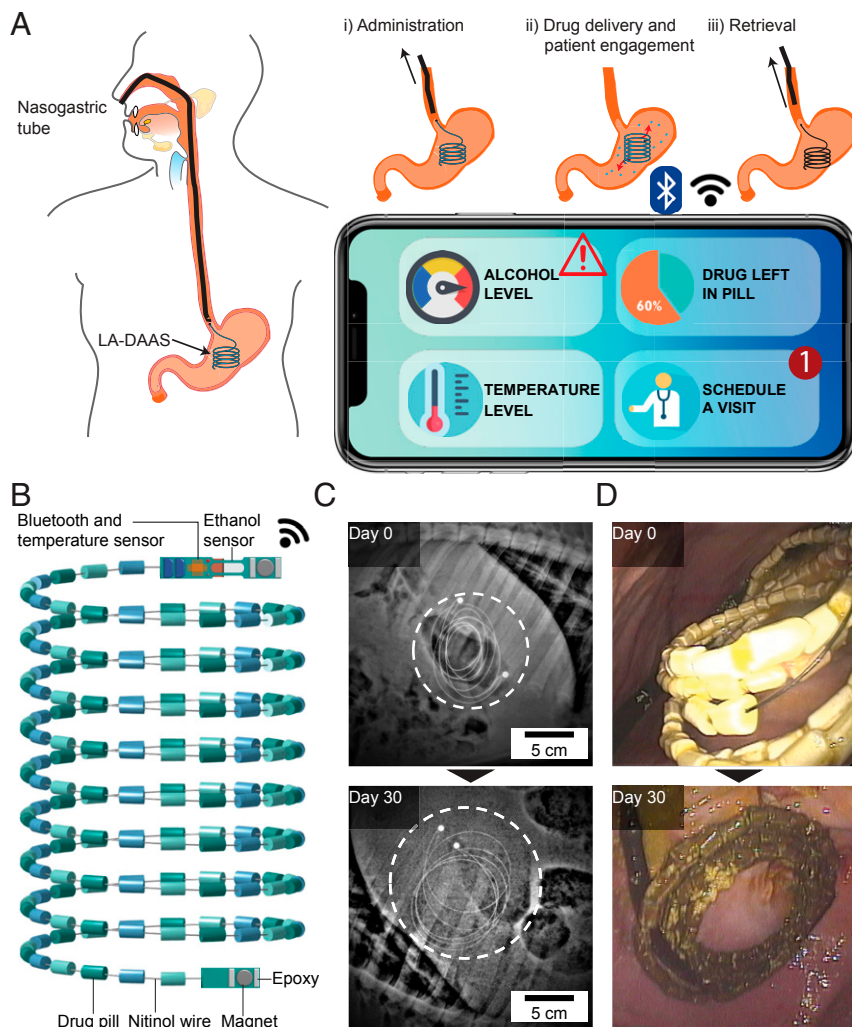 A
i) Administration
ii) Drug delivery and
patient engagement
iii) Retrieval
Nasogastric
tube
LA-DAAS
ALCOHOL
LEVEL
60%
DRUG LEFT
IN PILL
TEMPERATURE
LEVEL
1
SCHEDULE
A VISIT
B
Bluetooth and
temperature sensor
Ethanol
sensor
Epoxy
Drug pill
Nitinol wire
Magnet
C
Day 0
5 cm
Day 30
5 cm
D
Day 0
Day 30